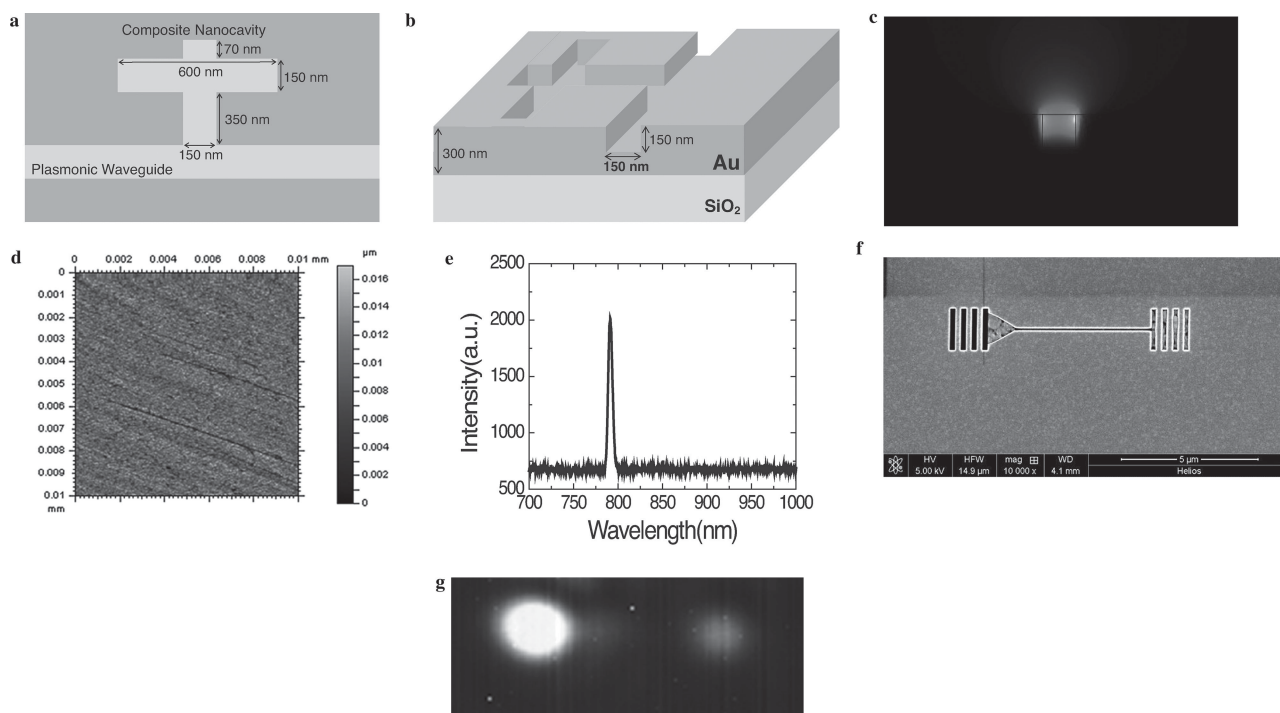 a
Composite Nanocavity
70 nm
600 nm
150 nm
350 nm
150 nm
Plasmonic Waveguide
b
300 nm
150 nm
150 nm
Au
SiO₂
c
d
0 0.002 0.004 0.006 0.008 0.01 mm
0
0.001
0.002
0.003
0.004
0.005
0.006
0.007
0.008
0.009
0.01
mm
µm
0.016
0.014
0.012
0.01
0.008
0.006
0.004
0.002
0
e
Intensity(a.u.)
2500
2000
1500
1000
500
700 750 800 850 900 950 1000
Wavelength(nm)
f
HV HFW mag WD 5 µm
5.00 kV 14.9 µm 10 000 x 4.1 mm Helios
g